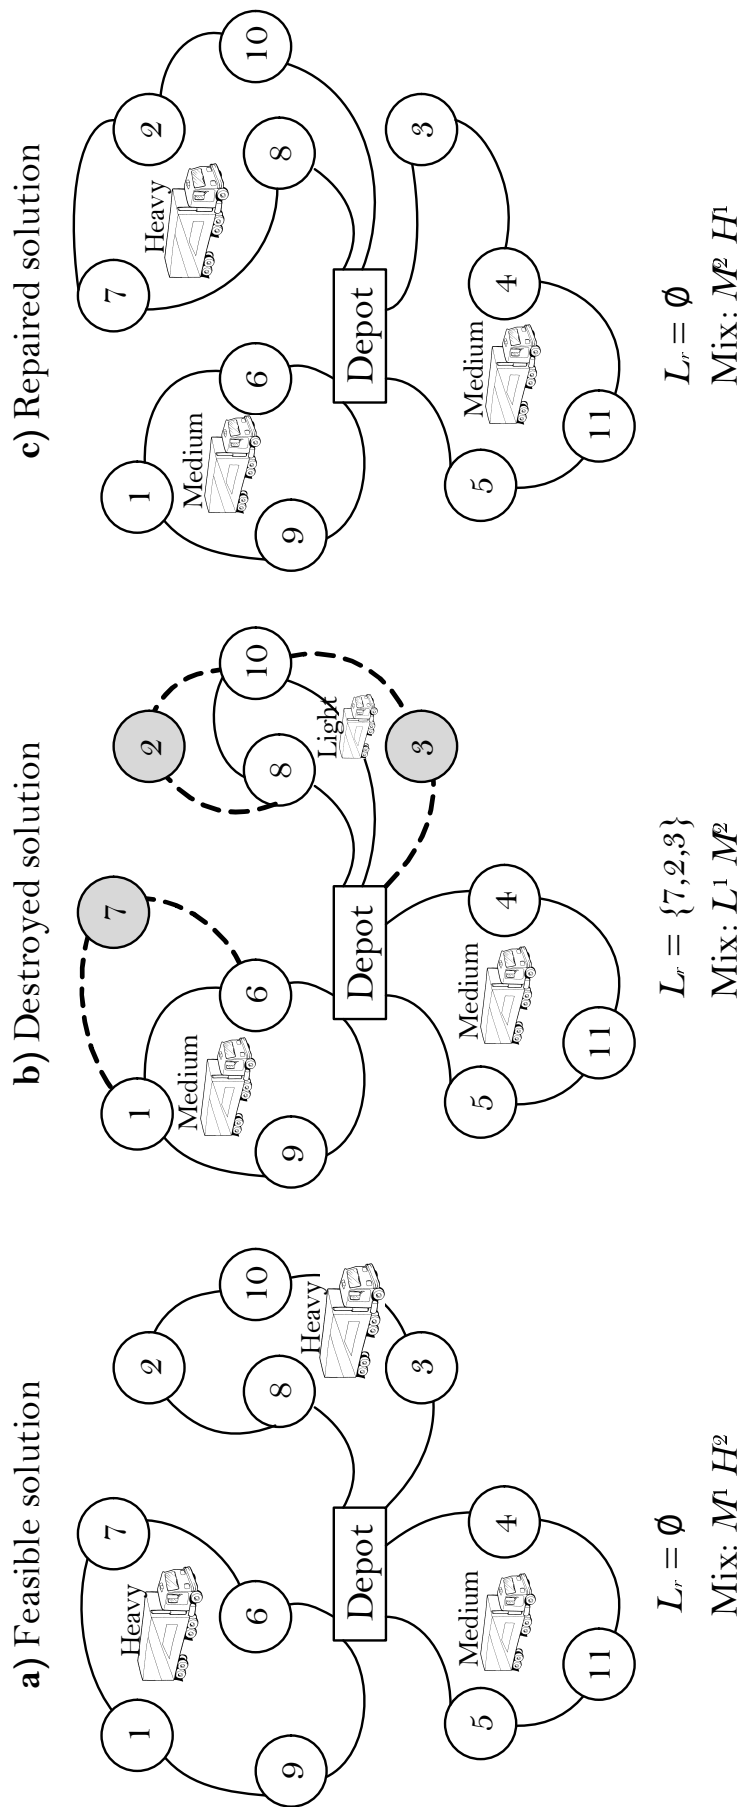 a) Feasible solution
7
10
1
2
Heavy
6
8
Heavy
9
Depot
3
5
Medium
4
11
L_r = ∅
Mix: M¹ H²
b) Destroyed solution
7
2
10
1
Medium
6
8
Light
9
Depot
3
5
Medium
4
11
L_r = {7,2,3}
Mix: L¹ M²
c) Repaired solution
7
2
10
1
Heavy
Medium
6
8
9
Depot
3
5
Medium
4
11
L_r = ∅
Mix: M² H¹